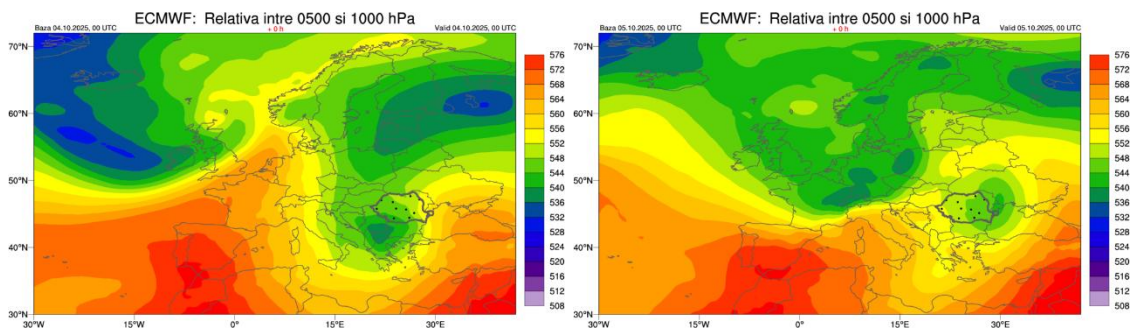 ECMWF: Relativa intre 0500 si 1000 hPa
Baza 04.10.2025, 00 UTC
+ 0 h
Valid 04.10.2025, 00 UTC
70°N
60°N
50°N
40°N
30°N
30°W
15°W
0°
15°E
30°E
576
572
568
564
560
556
552
548
544
540
536
532
528
524
520
516
512
508
ECMWF: Relativa intre 0500 si 1000 hPa
Baza 05.10.2025, 00 UTC
+ 0 h
Valid 05.10.2025, 00 UTC
70°N
60°N
50°N
40°N
30°N
30°W
15°W
0°
15°E
30°E
576
572
568
564
560
556
552
548
544
540
536
532
528
524
520
516
512
508